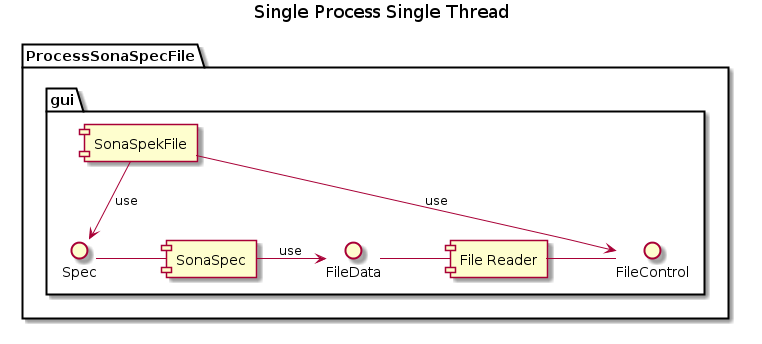 Single Process Single Thread
ProcessSonaSpecFile
gui
SonaSpekFile
use
use
Spec
SonaSpec
use
FileData
File Reader
FileControl